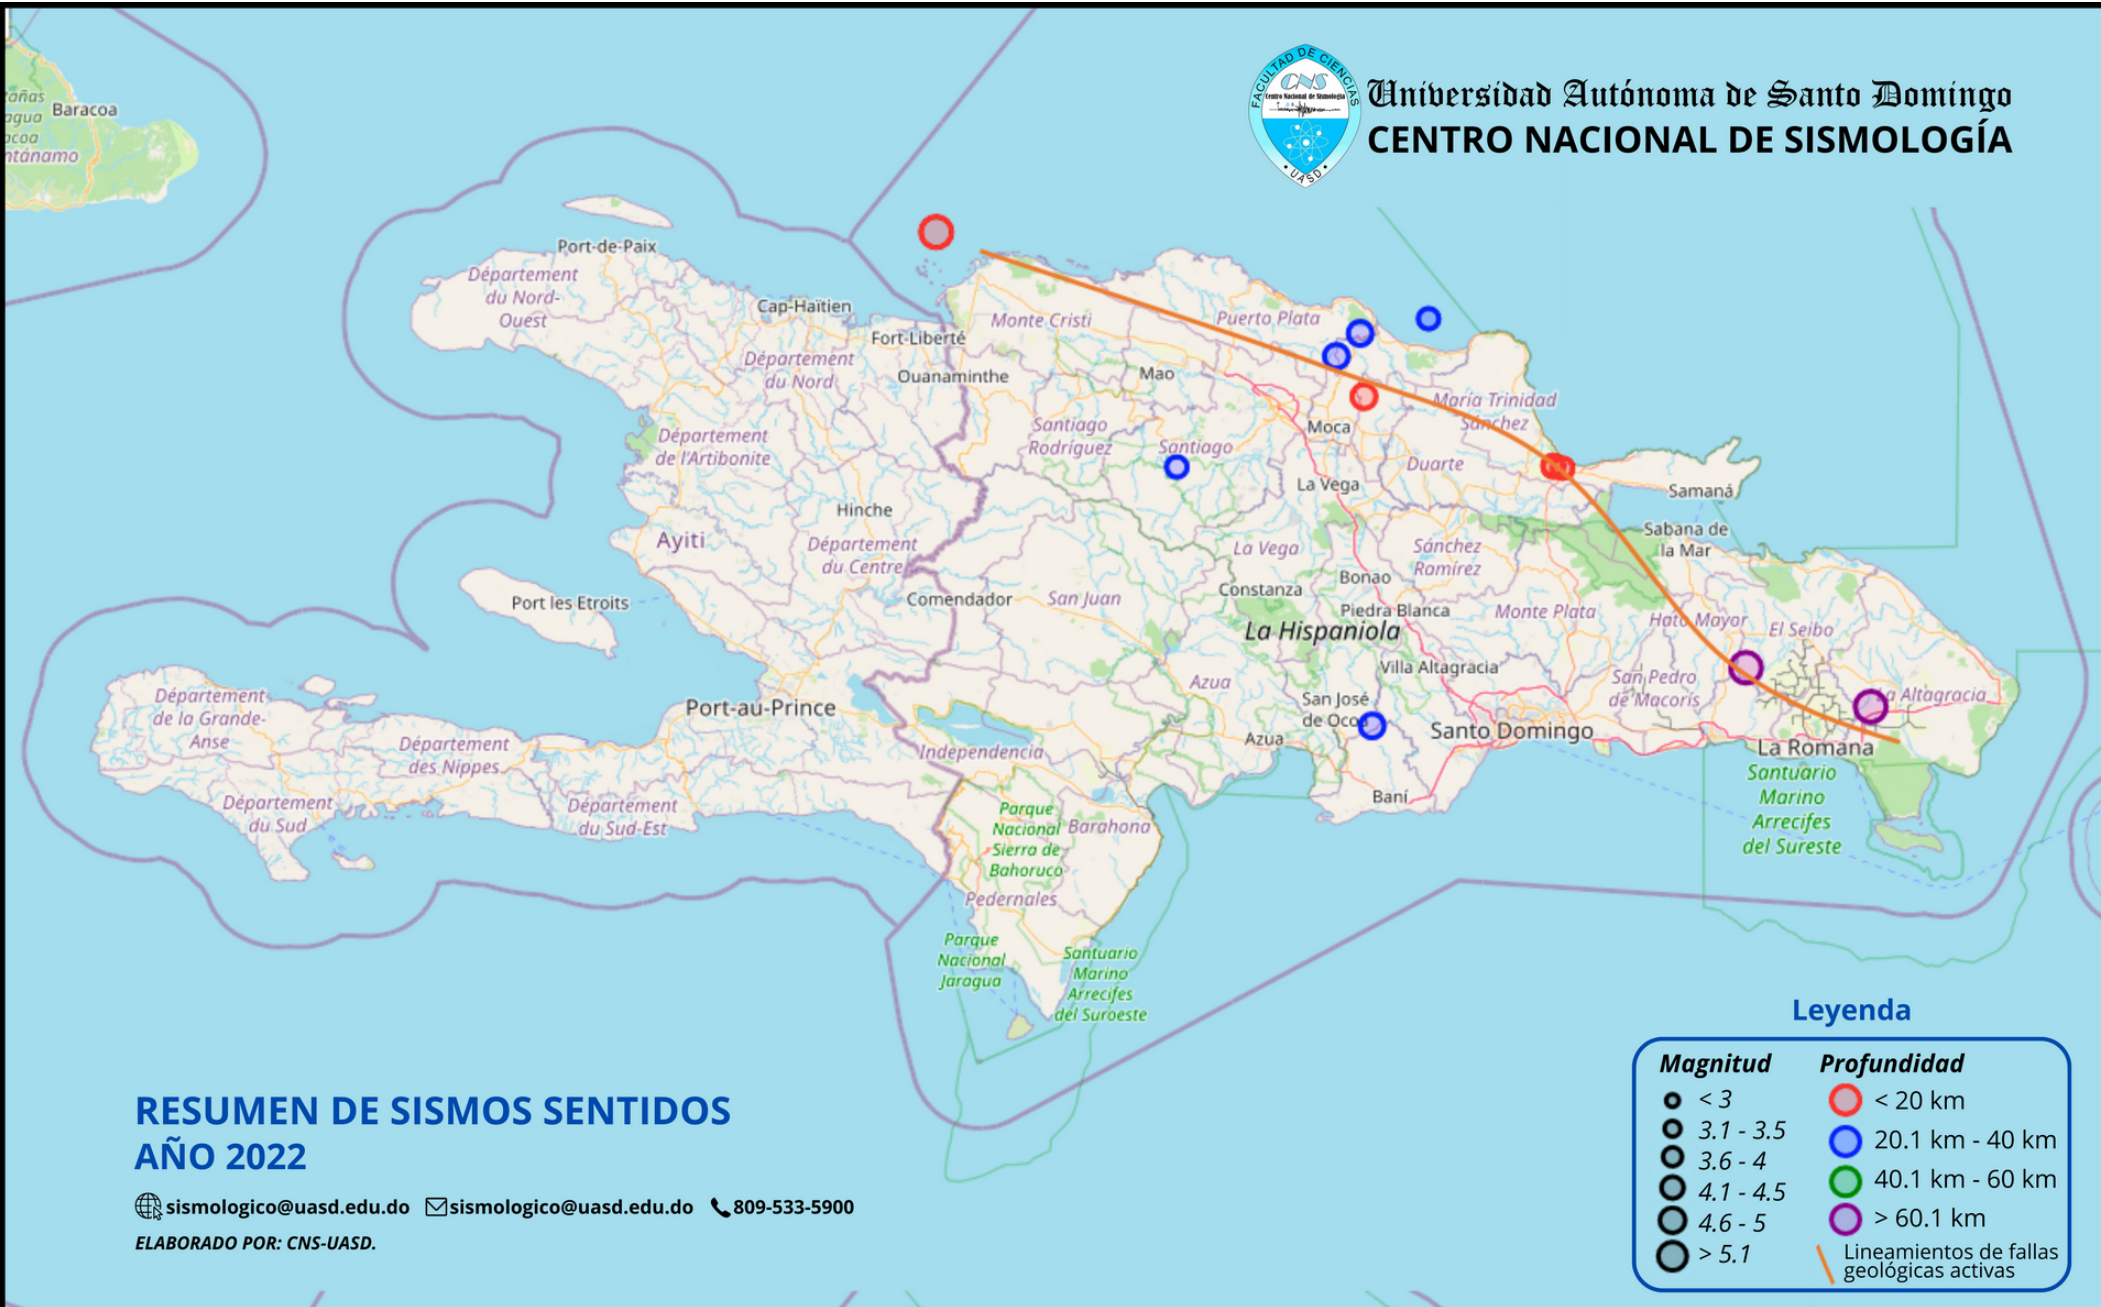 FACULTAD DE CIENCIAS
CNS
Centro Nacional de Sismología
• UASD •
Universidad Autónoma de Santo Domingo
CENTRO NACIONAL DE SISMOLOGÍA
Baracoa
Port-de-Paix
Département
du Nord-
Ouest
Cap-Haïtien
Fort-Liberté
Ouanaminthe
Département
du Nord
Monte Cristi
Puerto Plata
Mao
María Trinidad
Sánchez
Santiago
Rodríguez
Santiago
Moca
Département
de l'Artibonite
Duarte
La Vega
Samaná
Hinche
Ayiti
Département
du Centre
La Vega
Sánchez
Ramírez
Sabana de
la Mar
Port les Etroits
Comendador
San Juan
Constanza
Bonao
Piedra Blanca
Monte Plata
Hato Mayor
El Seibo
La Hispaniola
Villa Altagracia
Azua
San José
de Ocoa
San Pedro
de Macorís
La Altagracia
Département
de la Grande-
Anse
Port-au-Prince
Département
des Nippes
Independencia
Azua
Santo Domingo
La Romana
Département
du Sud
Département
du Sud-Est
Baní
Santuario
Marino
Arrecifes
del Sureste
Parque
Nacional
Sierra de
Bahoruco
Barahona
Pedernales
Parque
Nacional
Jaragua
Santuario
Marino
Arrecifes
del Suroeste
RESUMEN DE SISMOS SENTIDOS
AÑO 2022
sismologico@uasd.edu.do sismologico@uasd.edu.do 809-533-5900
ELABORADO POR: CNS-UASD.
Leyenda
Magnitud
< 3
3.1 - 3.5
3.6 - 4
4.1 - 4.5
4.6 - 5
> 5.1
Profundidad
< 20 km
20.1 km - 40 km
40.1 km - 60 km
> 60.1 km
Lineamientos de fallas
geológicas activas